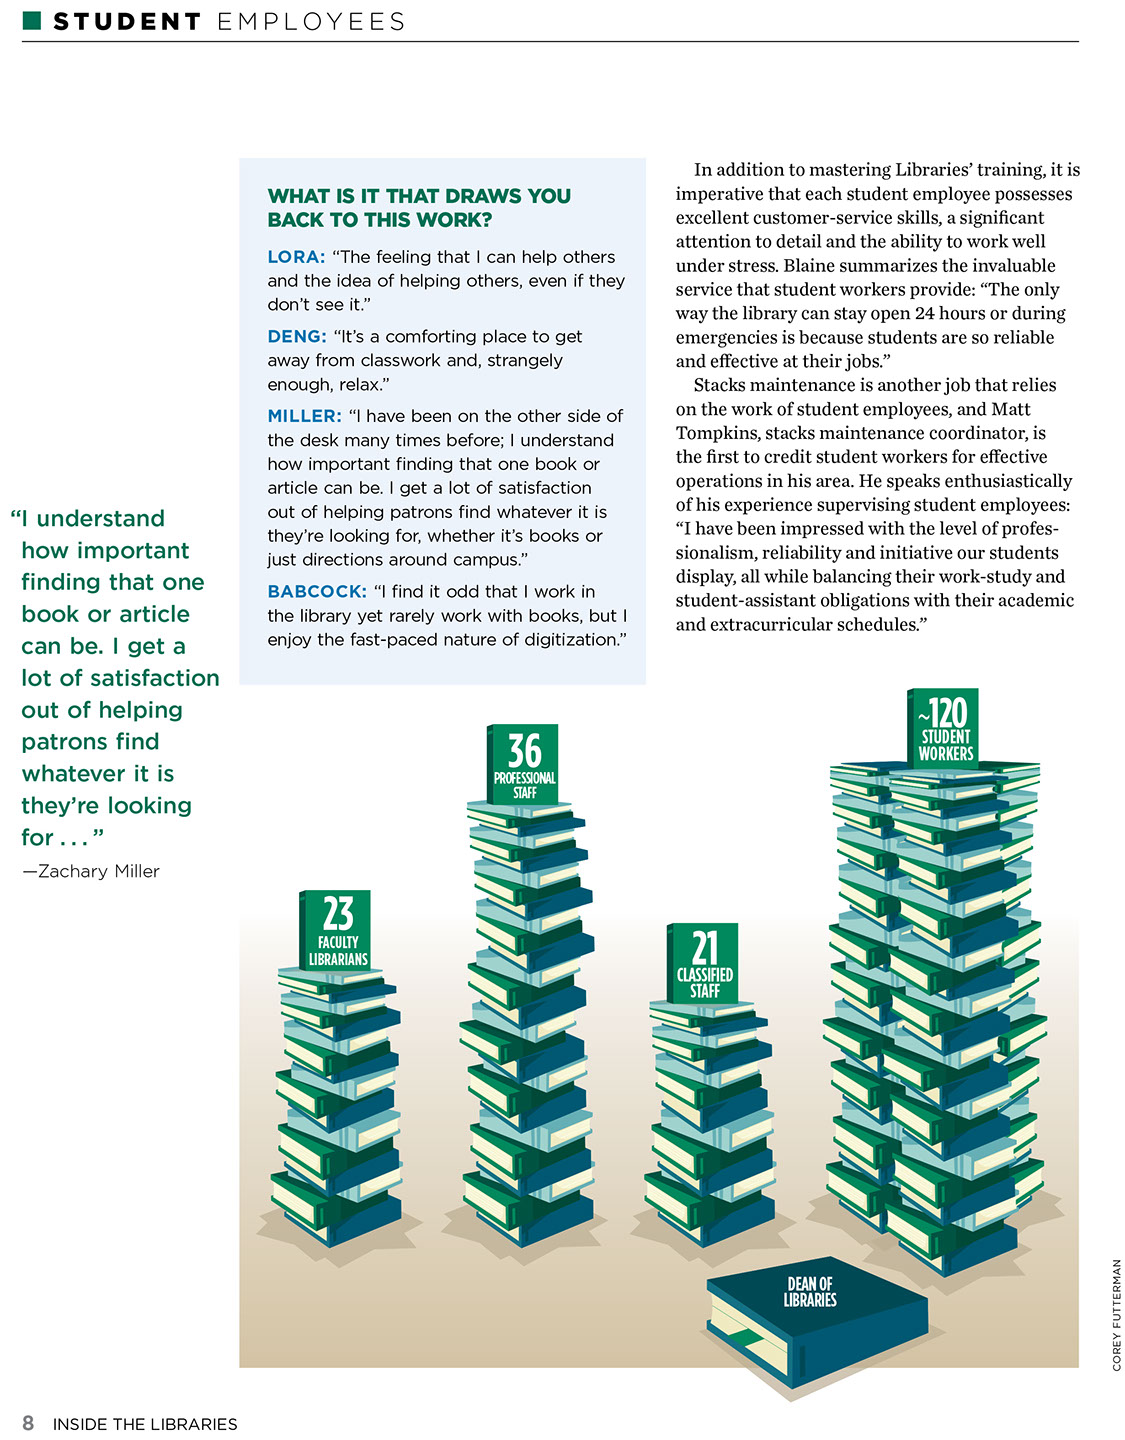 STUDENT EMPLOYEES
WHAT IS IT THAT DRAWS YOU
BACK TO THIS WORK?
LORA: “The feeling that I can help others
and the idea of helping others, even if they
don’t see it.”
DENG: “It’s a comforting place to get
away from classwork and, strangely
enough, relax.”
MILLER: “I have been on the other side of
the desk many times before; I understand
how important finding that one book or
article can be. I get a lot of satisfaction
out of helping patrons find whatever it is
they’re looking for, whether it’s books or
just directions around campus.”
BABCOCK: “I find it odd that I work in
the library yet rarely work with books, but I
enjoy the fast-paced nature of digitization.”
In addition to mastering Libraries’ training, it is
imperative that each student employee possesses
excellent customer-service skills, a significant
attention to detail and the ability to work well
under stress. Blaine summarizes the invaluable
service that student workers provide: “The only
way the library can stay open 24 hours or during
emergencies is because students are so reliable
and effective at their jobs.”
Stacks maintenance is another job that relies
on the work of student employees, and Matt
Tompkins, stacks maintenance coordinator, is
the first to credit student workers for effective
operations in his area. He speaks enthusiastically
of his experience supervising student employees:
“I have been impressed with the level of profes-
sionalism, reliability and initiative our students
display, all while balancing their work-study and
student-assistant obligations with their academic
and extracurricular schedules.”
“I understand
how important
finding that one
book or article
can be. I get a
lot of satisfaction
out of helping
patrons find
whatever it is
they’re looking
for . . . ”
—Zachary Miller
23
FACULTY
LIBRARIANS
36
PROFESSIONAL
STAFF
21
CLASSIFIED
STAFF
~120
STUDENT
WORKERS
DEAN OF
LIBRARIES
COREY FUTTERMAN
8 INSIDE THE LIBRARIES